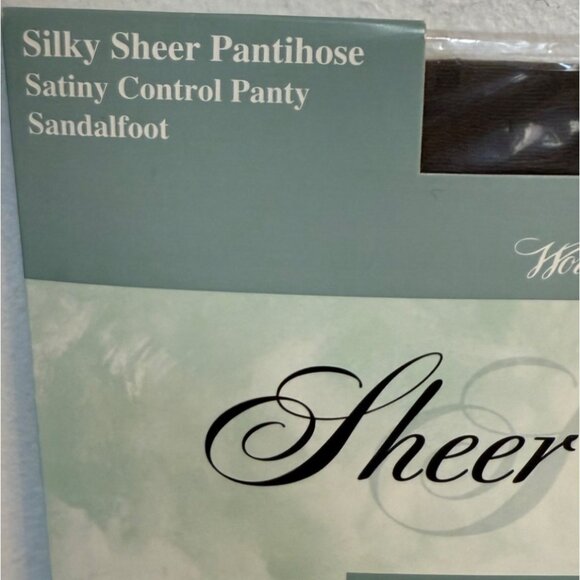 Silky Sheer Pantihose
Satiny Control Panty
Sandalfoot
Sheer